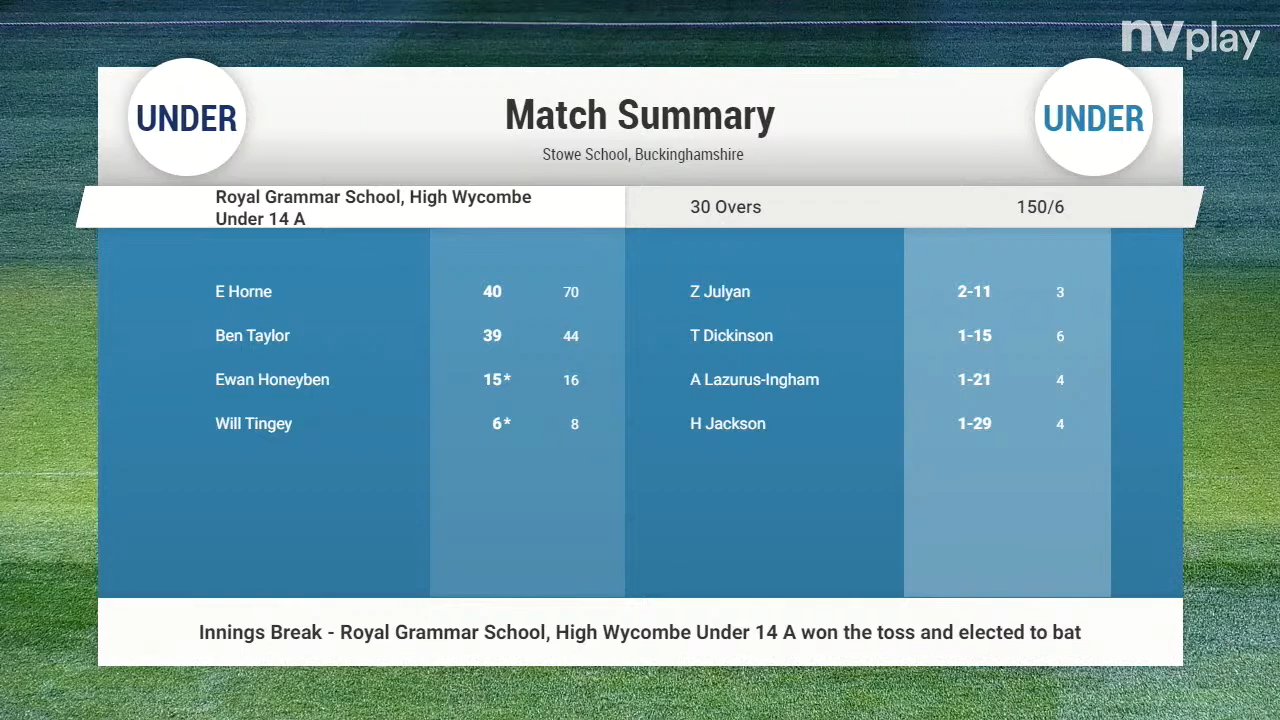 nvplay
UNDER
Match Summary
UNDER
Stowe School, Buckinghamshire
Royal Grammar School, High Wycombe
Under 14 A
30 Overs 150/6
E Horne 40 70 Z Julyan 2-11 3
Ben Taylor 39 44 T Dickinson 1-15 6
Ewan Honeyben 15* 16 A Lazurus-Ingham 1-21 4
Will Tingey 6* 8 H Jackson 1-29 4
Innings Break - Royal Grammar School, High Wycombe Under 14 A won the toss and elected to bat